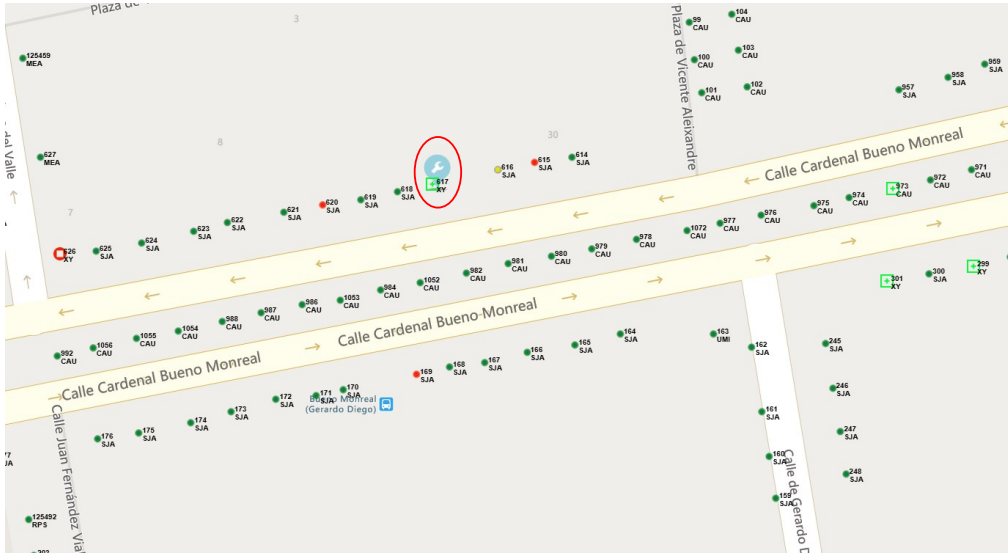 Plaza de
3
99
CAU
104
CAU
125459
MEA
100
CAU
103
CAU
959
SJA
958
SJA
957
SJA
101
CAU
102
CAU
Plaza de Vicente Aleixandre
del Valle
627
MEA
8
30
616
SJA
615
SJA
614
SJA
Calle Cardenal Bueno Monreal
617
XY
618
SJA
619
SJA
620
SJA
621
SJA
622
SJA
623
SJA
624
SJA
625
SJA
626
XY
7
971
CAU
972
CAU
973
CAU
974
CAU
975
CAU
976
CAU
977
CAU
1072
CAU
978
CAU
979
CAU
980
CAU
981
CAU
982
CAU
1052
CAU
984
CAU
1053
CAU
986
CAU
987
CAU
988
CAU
1054
CAU
1055
CAU
1056
CAU
992
CAU
299
XY
300
SJA
301
XY
Calle Cardenal Bueno Monreal
Calle Cardenal Bueno Monreal
163
UMI
162
SJA
164
SJA
165
SJA
166
SJA
167
SJA
168
SJA
169
SJA
170
SJA
171
SJA
172
SJA
173
SJA
174
SJA
175
SJA
176
SJA
Bueno Monreal
(Gerardo Diego)
245
SJA
246
SJA
247
SJA
248
SJA
161
SJA
160
SJA
159
SJA
Calle de Gerardo D
Calle Juan Fernández Vial
77
JA
125492
RPS